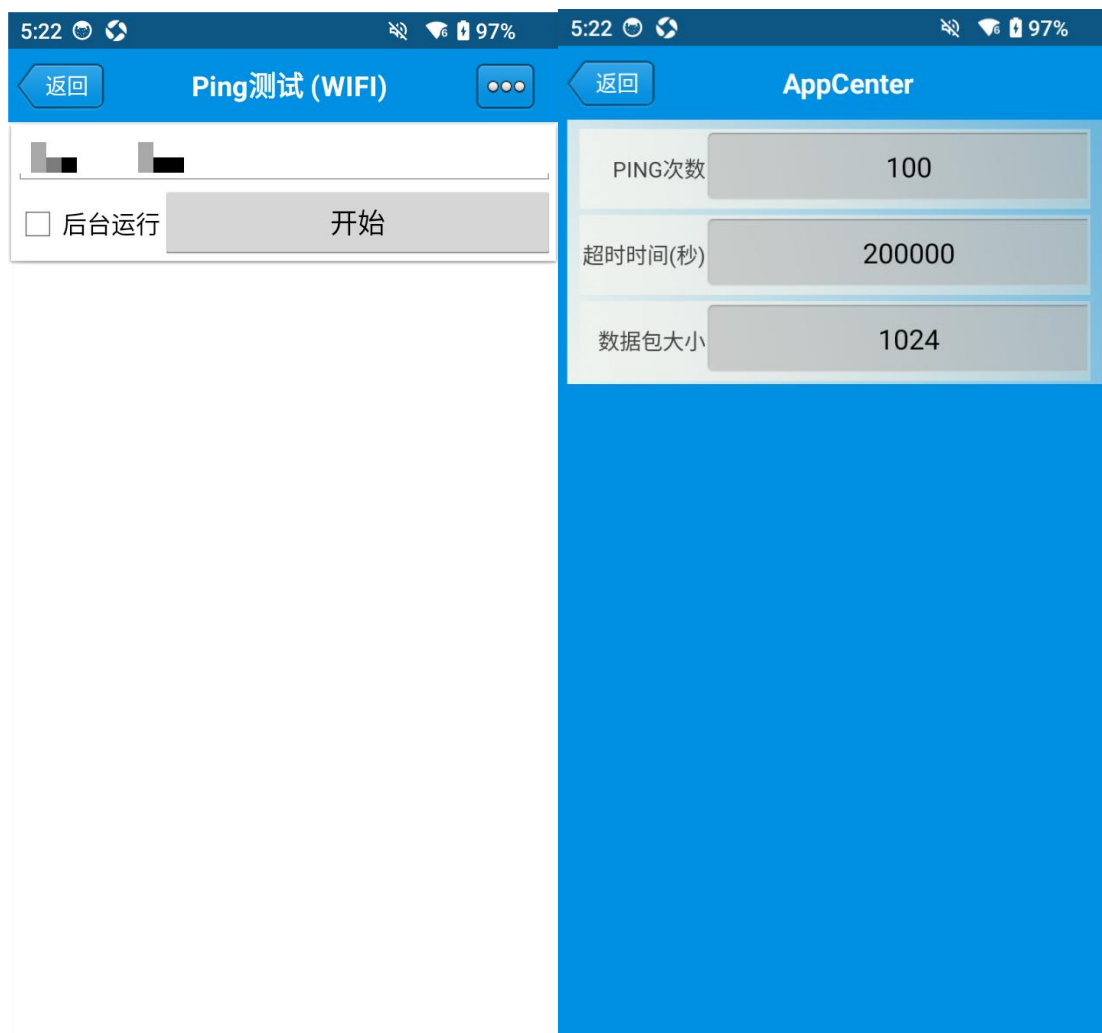 5:22 97%
返回 Ping测试 (WIFI)
后台运行 开始
5:22 97%
返回 AppCenter
PING次数 100
超时时间(秒) 200000
数据包大小 1024